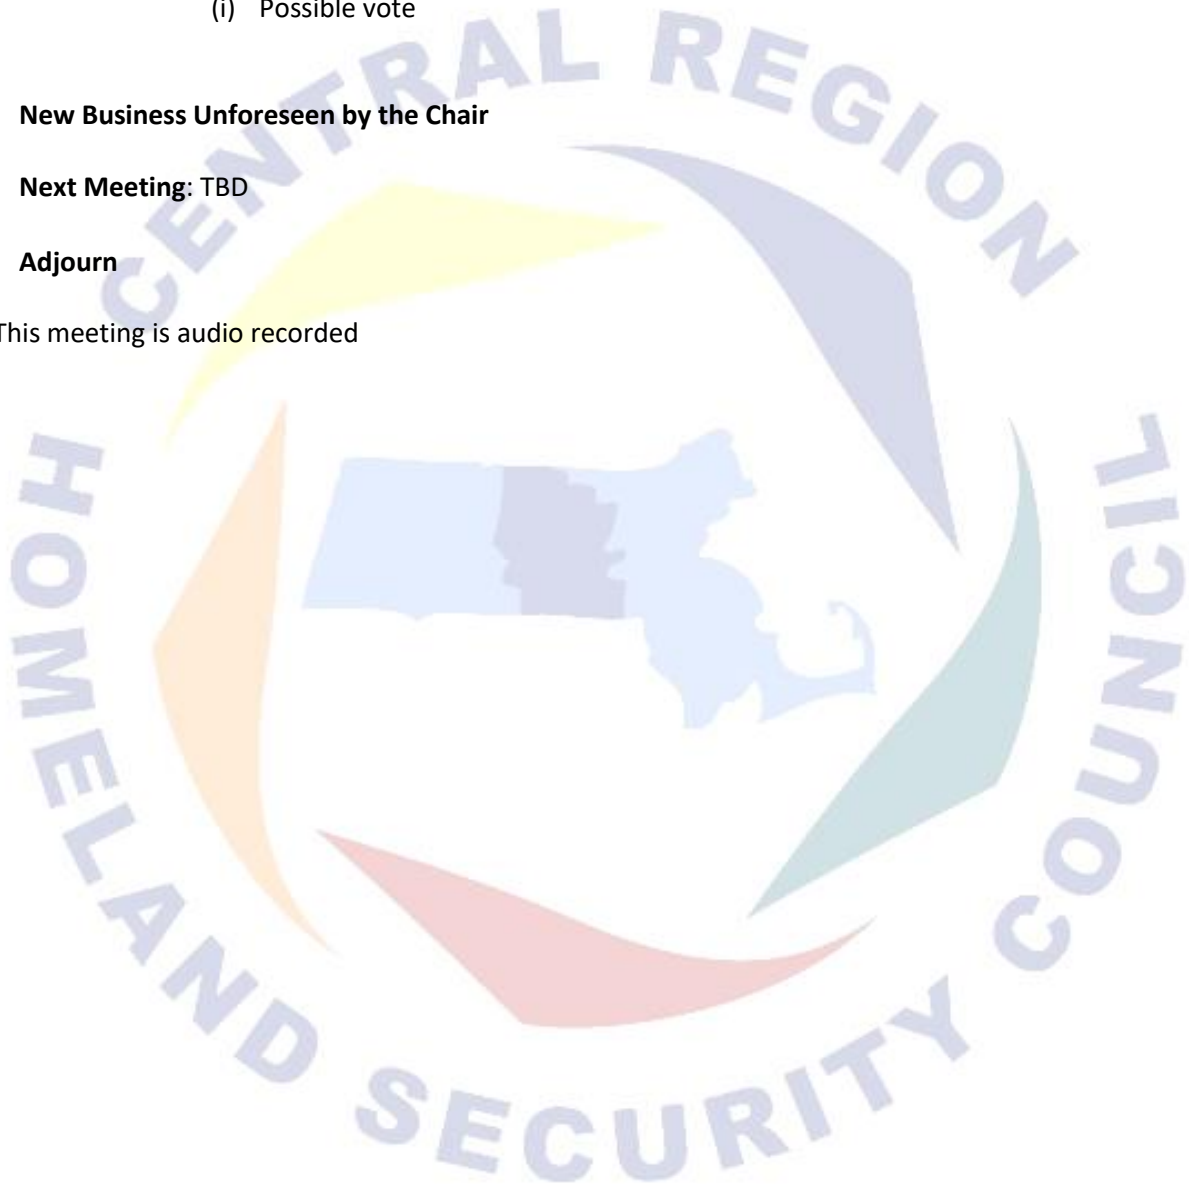 (i) Possible vote
New Business Unforeseen by the Chair
Next Meeting: TBD
Adjourn
This meeting is audio recorded
CENTRAL REGION
HOMELAND SECURITY COUNCIL